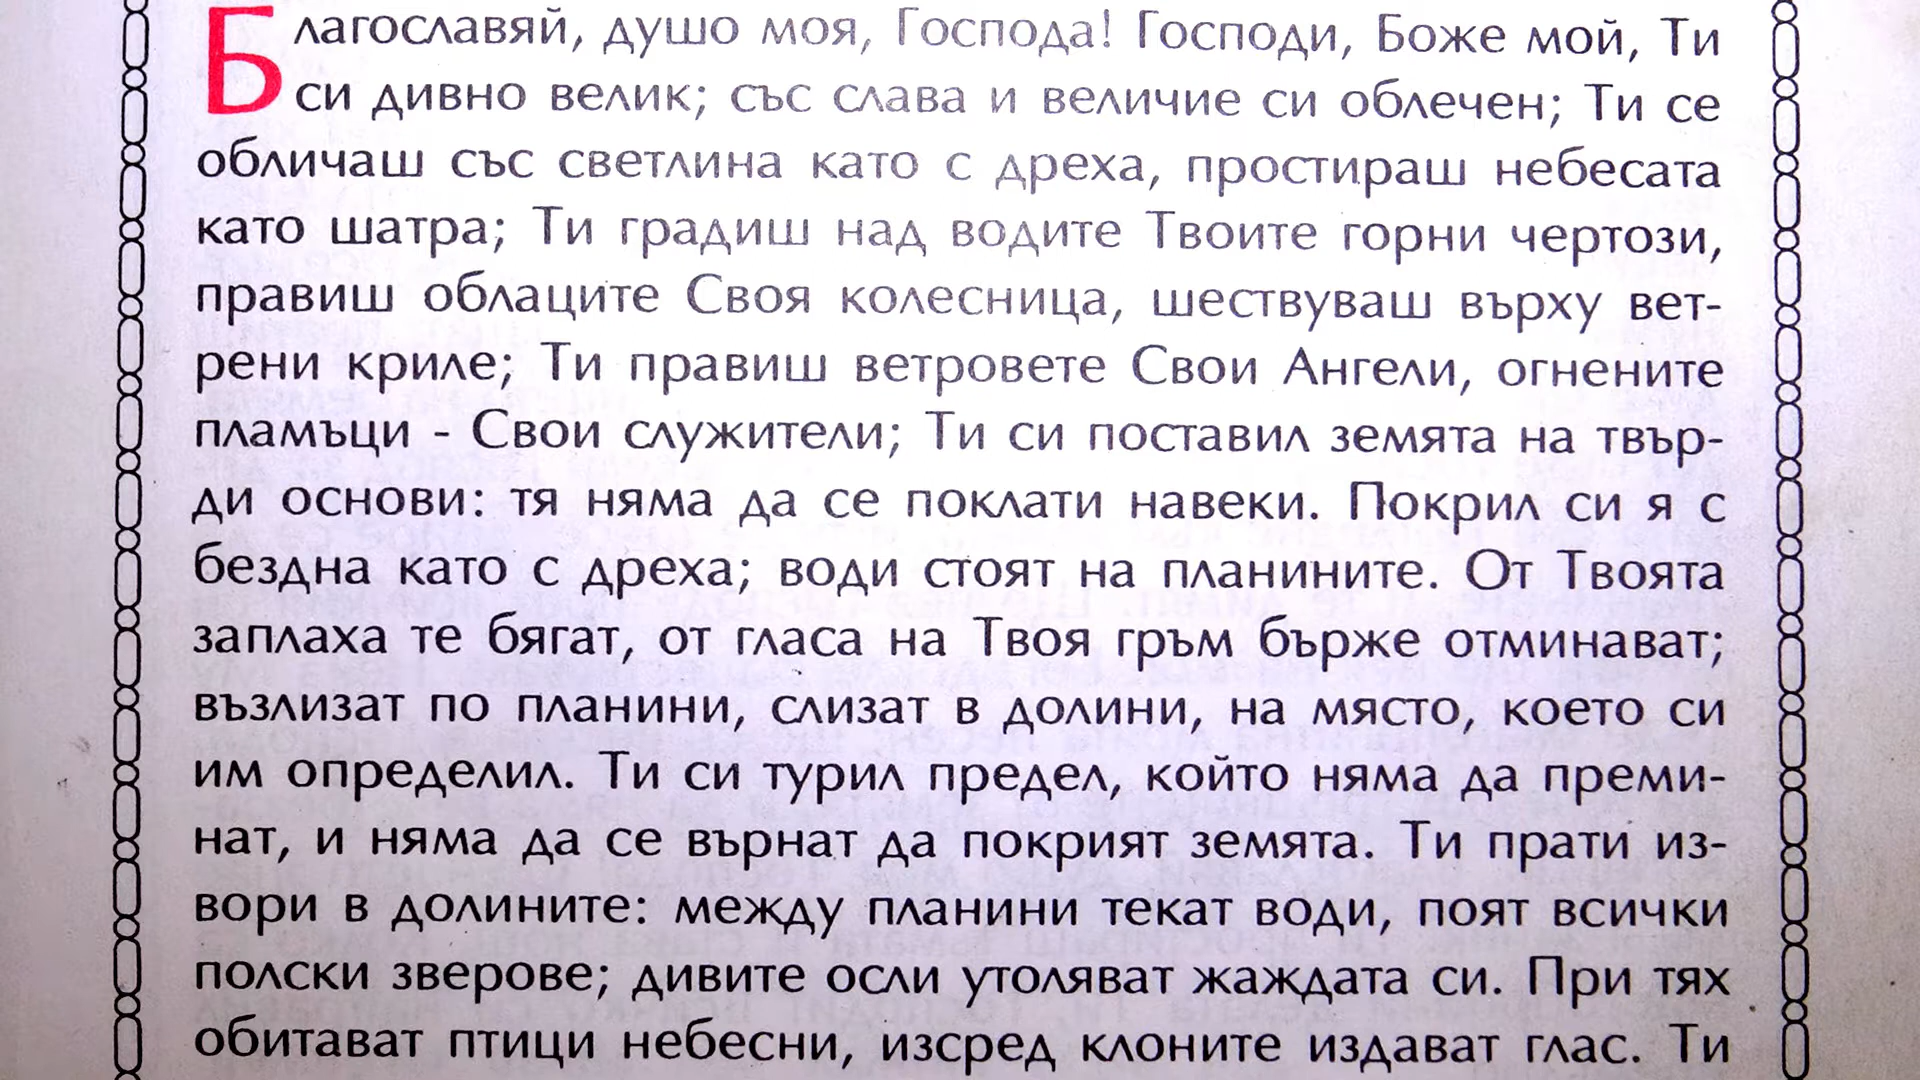 Благославяй, душо моя, Господа! Господи, Боже мой, Ти
си дивно велик; със слава и величие си облечен; Ти се
обличаш със светлина като с дреха, простираш небесата
като шатра; Ти градиш над водите Твоите горни чертози,
правиш облаците Своя колесница, шествуваш върху вет-
рени криле; Ти правиш ветровете Свои Ангели, огнените
пламъци - Свои служители; Ти си поставил земята на твър-
ди основи: тя няма да се поклати навеки. Покрил си я с
бездна като с дреха; води стоят на планините. От Твоята
заплаха те бягат, от гласа на Твоя гръм бърже отминават;
възлизат по планини, слизат в долини, на място, което си
им определил. Ти си турил предел, който няма да преми-
нат, и няма да се върнат да покрият земята. Ти прати из-
вори в долините: между планини текат води, поят всички
полски зверове; дивите осли утоляват жаждата си. При тях
обитават птици небесни, изсред клоните издават глас. Ти